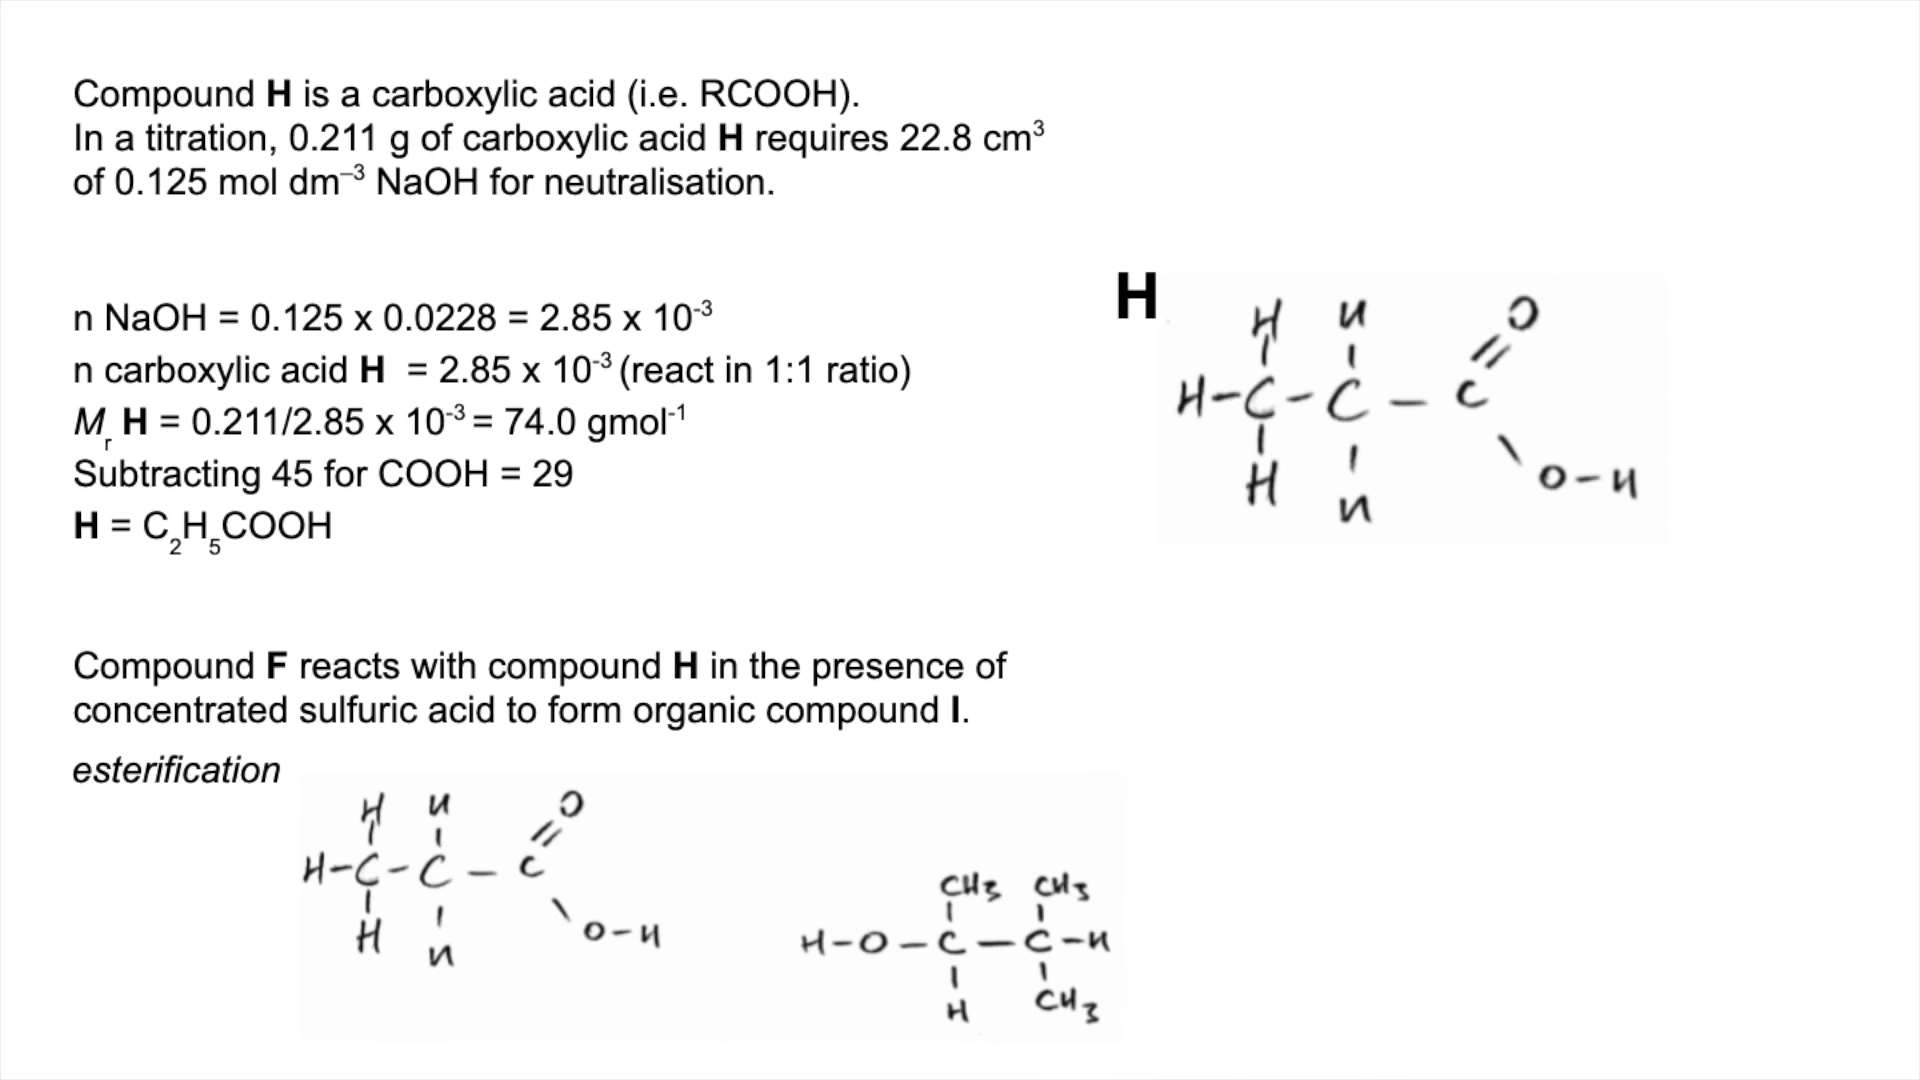 Compound H is a carboxylic acid (i.e. RCOOH).
In a titration, 0.211 g of carboxylic acid H requires 22.8 cm³
of 0.125 mol dm⁻³ NaOH for neutralisation.
n NaOH = 0.125 x 0.0228 = 2.85 x 10⁻³
n carboxylic acid H = 2.85 x 10⁻³ (react in 1:1 ratio)
Mᵣ H = 0.211/2.85 x 10⁻³ = 74.0 gmol⁻¹
Subtracting 45 for COOH = 29
H = C₂H₅COOH
H
H H O
H-C-C-C
H H O-H
Compound F reacts with compound H in the presence of
concentrated sulfuric acid to form organic compound I.
esterification
H H O
H-C-C-C
H H O-H
CH₃ CH₃
H-O-C-C-H
H CH₃